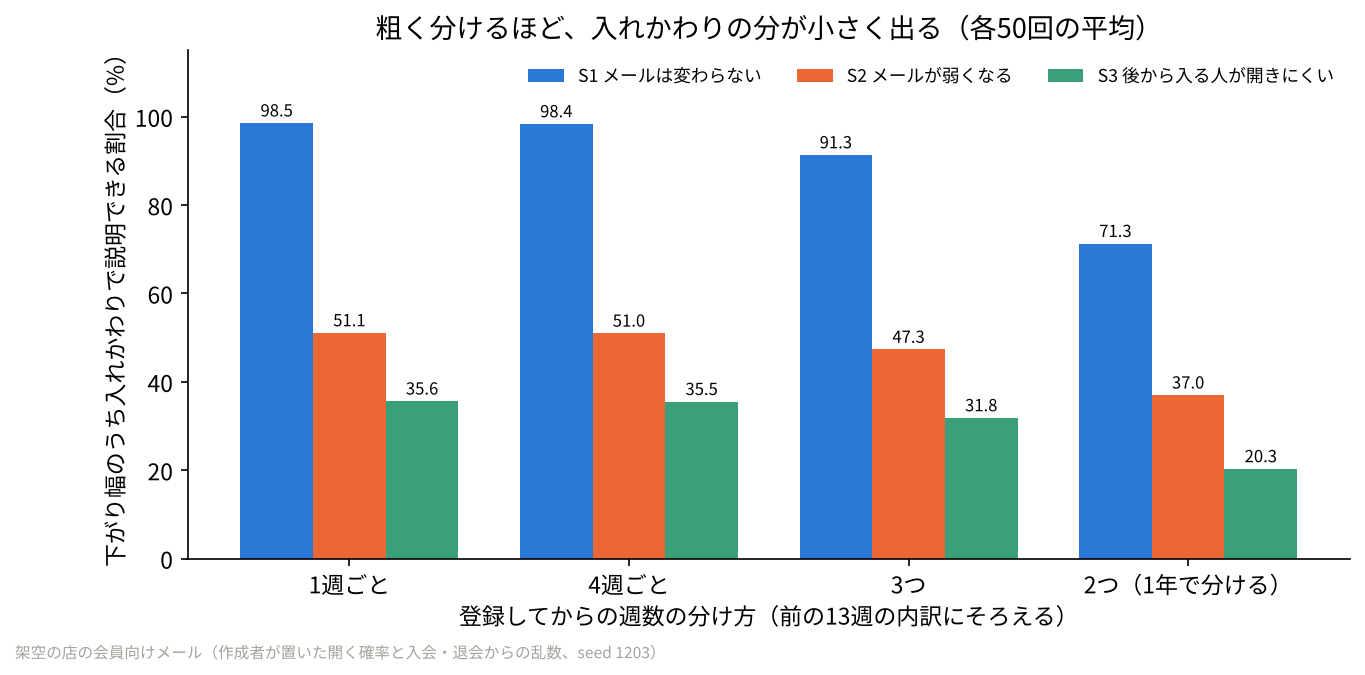 粗く分けるほど、入れかわりの分が小さく出る（各50回の平均）
下がり幅のうち入れかわりで説明できる割合（%）
S1 メールは変わらない
S2 メールが弱くなる
S3 後から入る人が開きにくい
100
80
60
40
20
0
98.5
51.1
35.6
98.4
51.0
35.5
91.3
47.3
31.8
71.3
37.0
20.3
1週ごと
4週ごと
3つ
2つ（1年で分ける）
登録してからの週数の分け方（前の13週の内訳にそろえる）
架空の店の会員向けメール（作成者が置いた開く確率と入会・退会からの乱数、seed 1203）